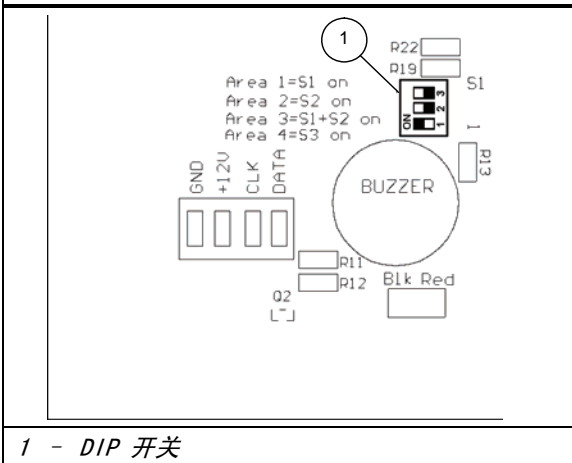 1
R22
R19
S1
Area 1=S1 on
Area 2=S2 on
Area 3=S1+S2 on
Area 4=S3 on
ON
1 2 3
1
R13
GND
+12V
CLK
DATA
BUZZER
R11
R12
Blk Red
Q2
1 - DIP 开关